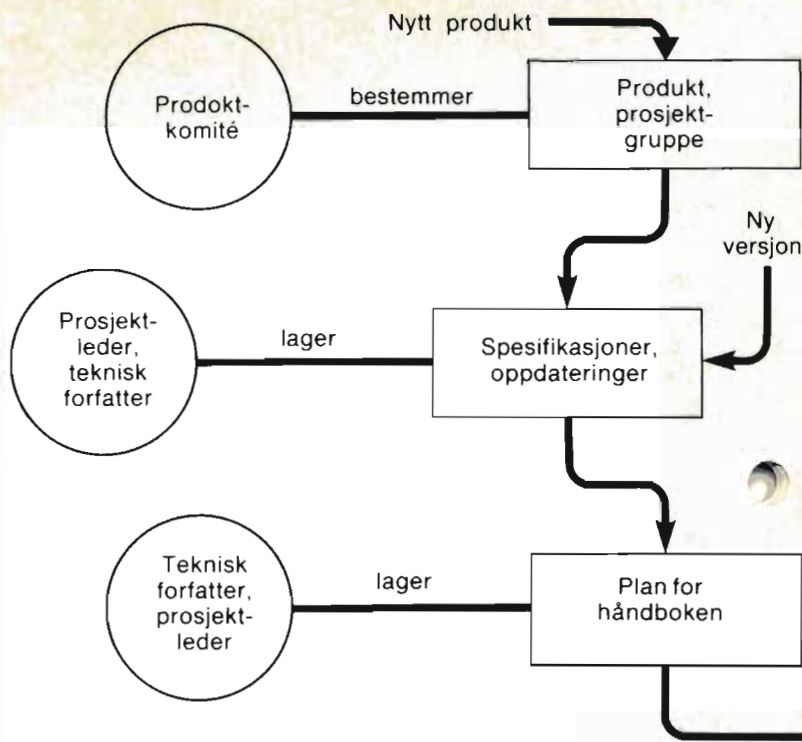 Nytt produkt
Prodokt-
komité
bestemmer
Produkt,
prosjekt-
gruppe
Ny
versjon
Prosjekt-
leder,
teknisk
forfatter
lager
Spesifikasjoner,
oppdateringer
Teknisk
forfatter,
prosjekt-
leder
lager
Plan for
håndboken